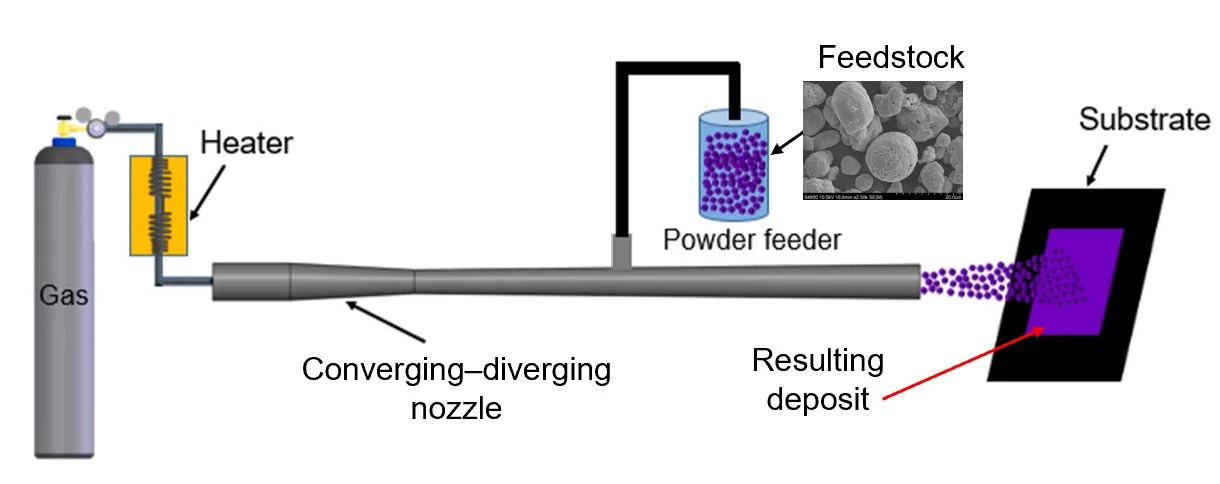 Feedstock
Substrate
Heater
S4800 10.0kV 16.8mm x2.50k SE(M)
20.0um
Powder feeder
Gas
Converging–diverging
nozzle
Resulting
deposit